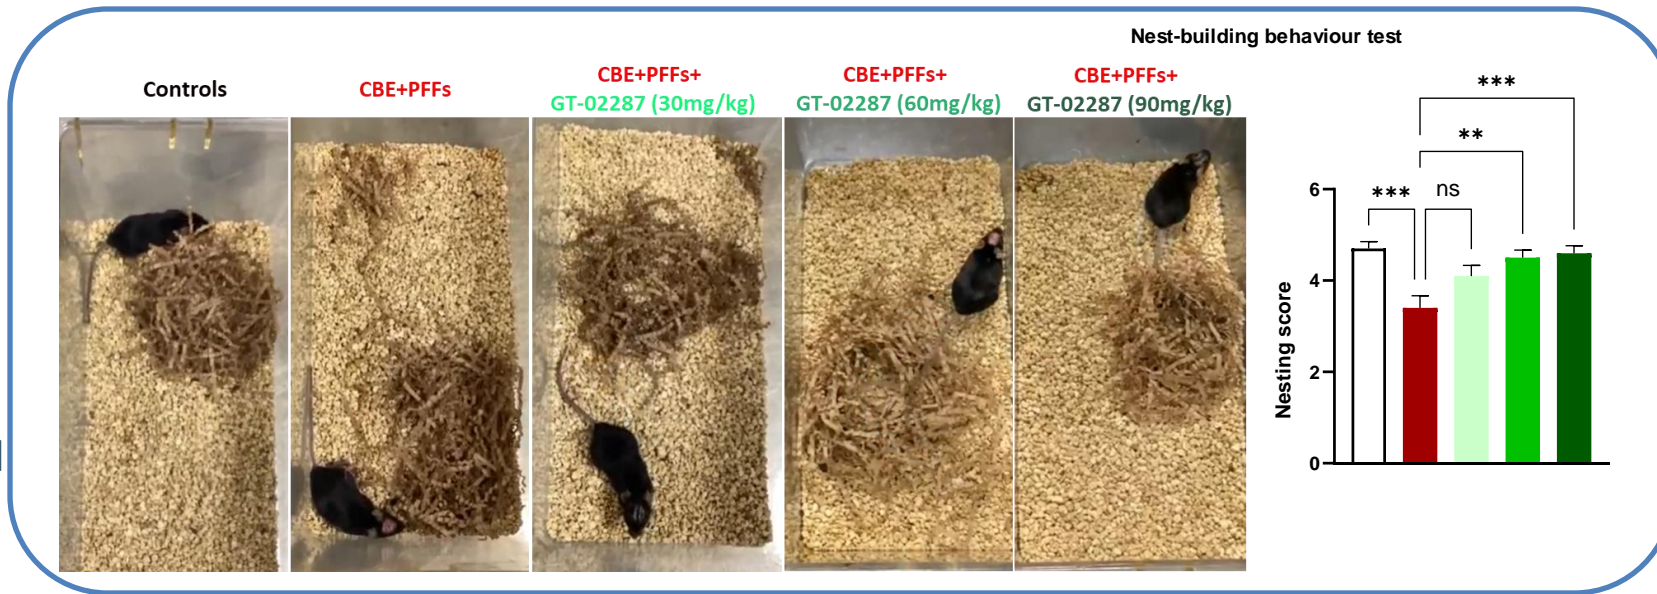 Nest-building behaviour test
Controls
CBE+PFFs
CBE+PFFs+
GT-02287 (30mg/kg)
CBE+PFFs+
GT-02287 (60mg/kg)
CBE+PFFs+
GT-02287 (90mg/kg)
***
**
*** ns
6
4
2
0
Nesting score